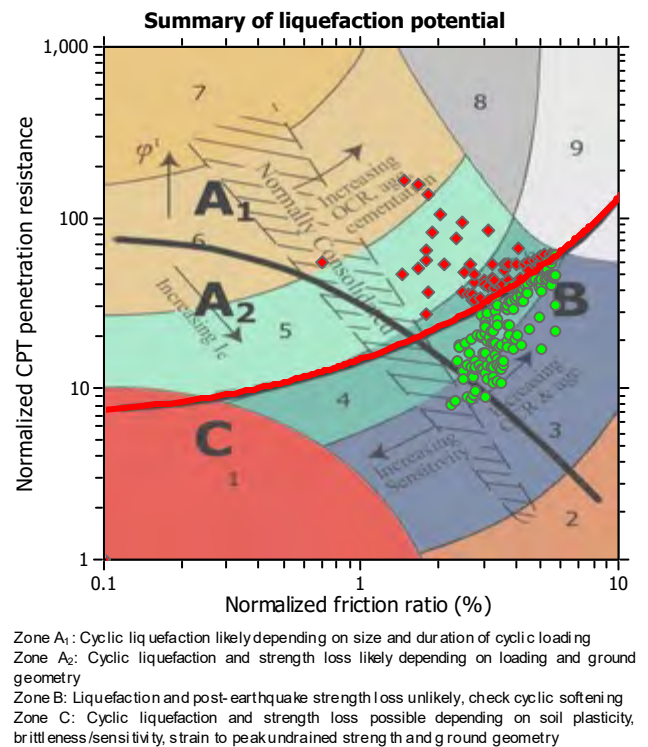 Summary of liquefaction potential
Normalized CPT penetration resistance
1,000
100
10
1
0.1
1
10
Normalized friction ratio (%)
7
8
9
φ'
A1
Increasing
OCR, age
cementation
Normally Consolidated
6
A2
Increasing Ic
5
B
4
C
1
Increasing
OCR & age
3
Increasing
Sensitivity
2
Zone A1: Cyclic liquefaction likely depending on size and duration of cyclic loading
Zone A2: Cyclic liquefaction and strength loss likely depending on loading and ground
geometry
Zone B: Liquefaction and post-earthquake strength loss unlikely, check cyclic softening
Zone C: Cyclic liquefaction and strength loss possible depending on soil plasticity,
brittleness/sensitivity, strain to peak undrained strength and ground geometry